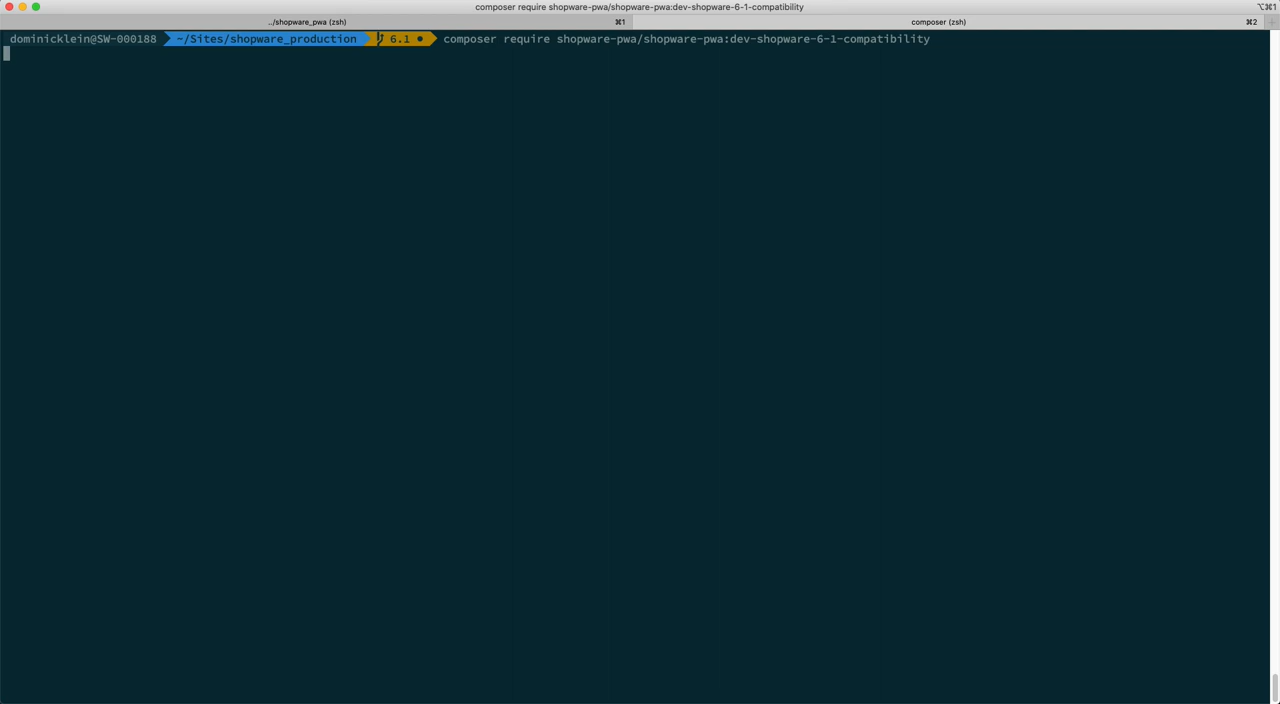 composer require shopware-pwa/shopware-pwa:dev-shopware-6-1-compatibility
⌥⌘1
../shopware_pwa (zsh)
⌘1
composer (zsh)
⌘2
dominicklein@SW-000188 ~/Sites/shopware_production 6.1 ● composer require shopware-pwa/shopware-pwa:dev-shopware-6-1-compatibility